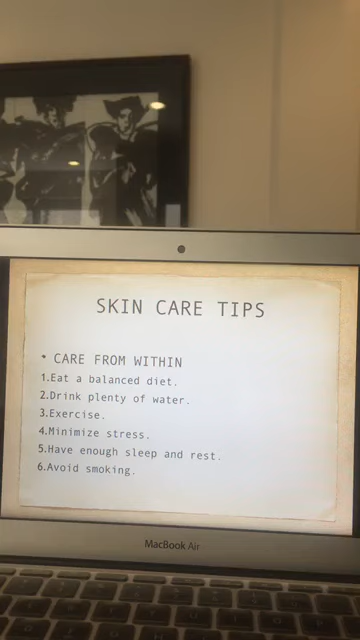 SKIN CARE TIPS
• CARE FROM WITHIN
1.Eat a balanced diet.
2.Drink plenty of water.
3.Exercise.
4.Minimize stress.
5.Have enough sleep and rest.
6.Avoid smoking.
MacBook Air